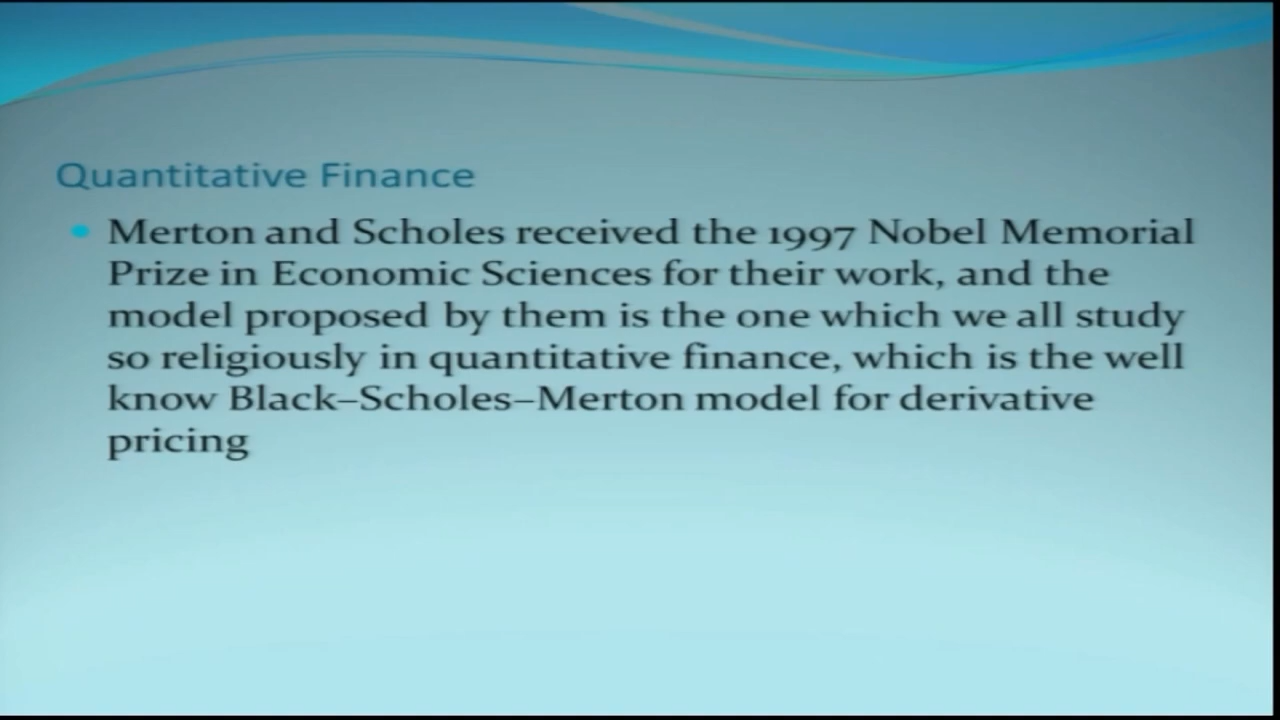 Quantitative Finance
Merton and Scholes received the 1997 Nobel Memorial
Prize in Economic Sciences for their work, and the
model proposed by them is the one which we all study
so religiously in quantitative finance, which is the well
know Black–Scholes–Merton model for derivative
pricing